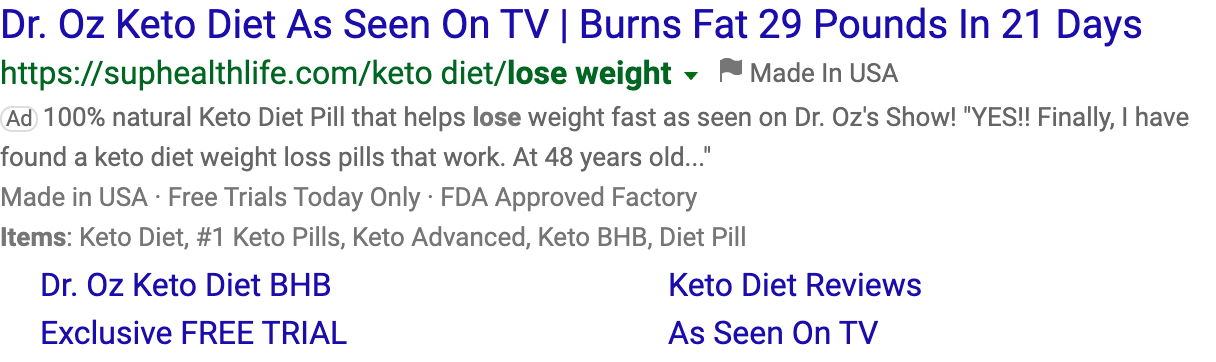 Dr. Oz Keto Diet As Seen On TV | Burns Fat 29 Pounds In 21 Days
https://suphealthlife.com/keto diet/lose weight Made In USA
Ad 100% natural Keto Diet Pill that helps lose weight fast as seen on Dr. Oz's Show! "YES!! Finally, I have
found a keto diet weight loss pills that work. At 48 years old..."
Made in USA · Free Trials Today Only · FDA Approved Factory
Items: Keto Diet, #1 Keto Pills, Keto Advanced, Keto BHB, Diet Pill
Dr. Oz Keto Diet BHB Keto Diet Reviews
Exclusive FREE TRIAL As Seen On TV